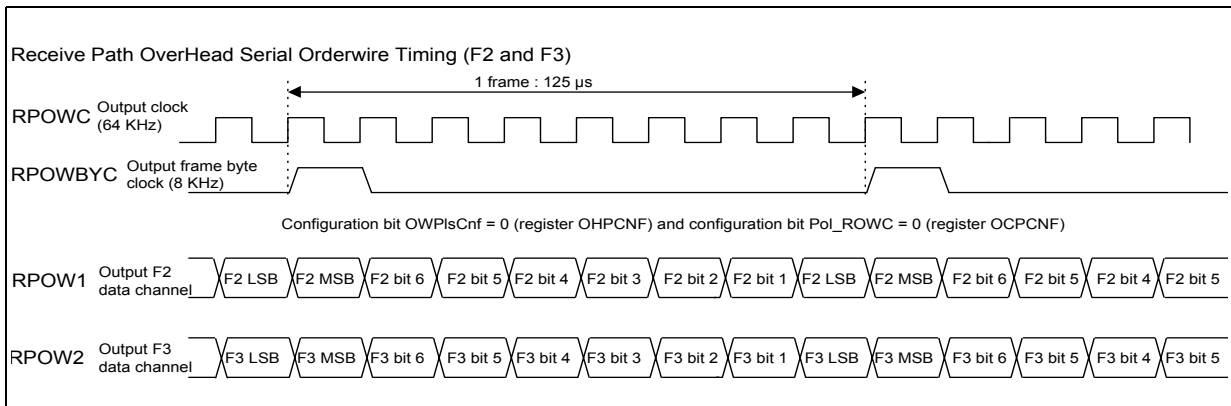 Receive Path OverHead Serial Orderwire Timing (F2 and F3)
1 frame : 125 µs
RPOWC Output clock
(64 KHz)
RPOWBYC Output frame byte
clock (8 KHz)
Configuration bit OWPlsCnf = 0 (register OHPCNF) and configuration bit Pol_ROWC = 0 (register OCPCNF)
RPOW1 Output F2
data channel
F2 LSB F2 MSB F2 bit 6 F2 bit 5 F2 bit 4 F2 bit 3 F2 bit 2 F2 bit 1 F2 LSB F2 MSB F2 bit 6 F2 bit 5 F2 bit 4 F2 bit 5
RPOW2 Output F3
data channel
F3 LSB F3 MSB F3 bit 6 F3 bit 5 F3 bit 4 F3 bit 3 F3 bit 2 F3 bit 1 F3 LSB F3 MSB F3 bit 6 F3 bit 5 F3 bit 4 F3 bit 5